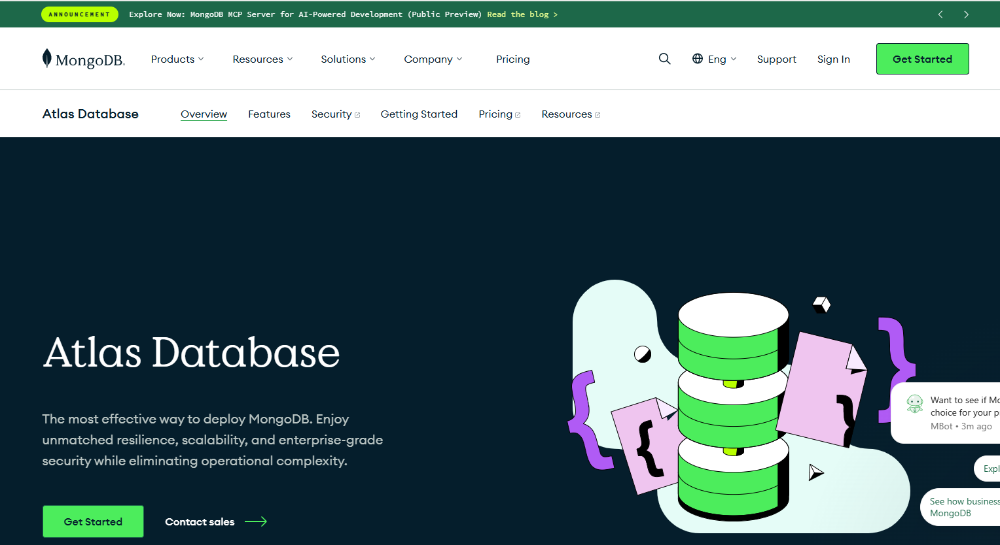 ANNOUNCEMENT Explore Now: MongoDB MCP Server for AI-Powered Development (Public Preview) Read the blog >
MongoDB. Products Resources Solutions Company Pricing Eng Support Sign In Get Started
Atlas Database Overview Features Security Getting Started Pricing Resources
Atlas Database
The most effective way to deploy MongoDB. Enjoy
unmatched resilience, scalability, and enterprise-grade
security while eliminating operational complexity.
Get Started Contact sales
{ { } }
Want to see if
choice for your
MBot • 3m ago
See how business
MongoDB